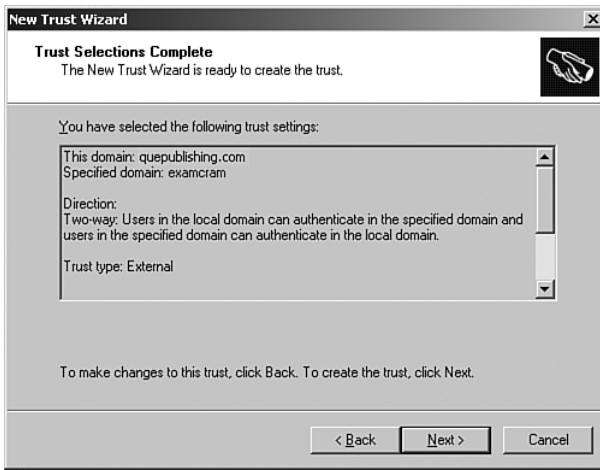 New Trust Wizard
Trust Selections Complete
The New Trust Wizard is ready to create the trust.
You have selected the following trust settings:
This domain: quepublishing.com
Specified domain: examcram
Direction:
Two-way: Users in the local domain can authenticate in the specified domain and
users in the specified domain can authenticate in the local domain.
Trust type: External
To make changes to this trust, click Back. To create the trust, click Next.
< Back Next > Cancel